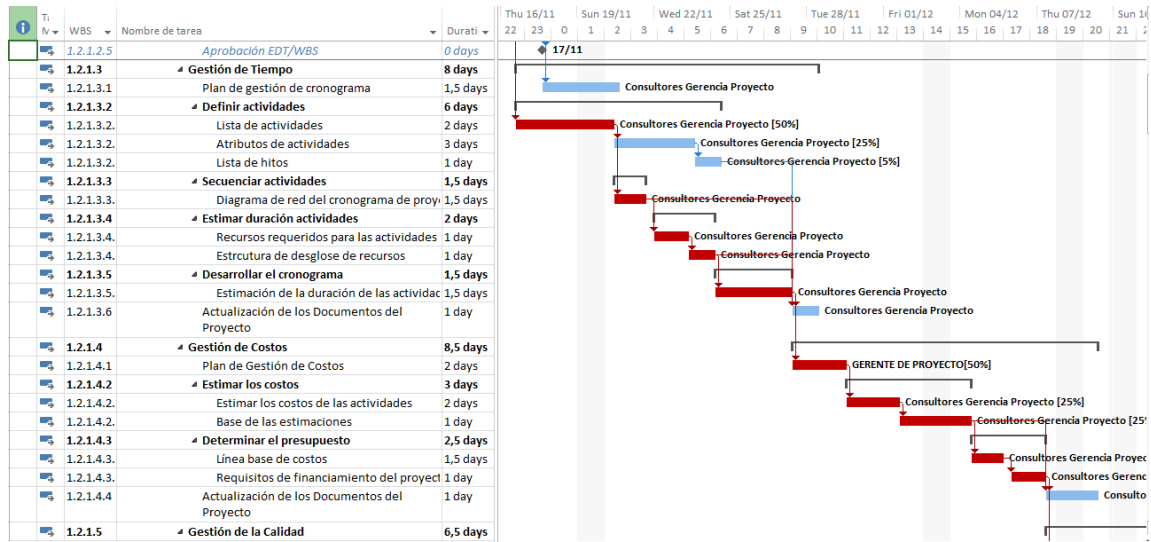 Thu 16/11 Sun 19/11 Wed 22/11 Sat 25/11 Tue 28/11 Fri 01/12 Mon 04/12 Thu 07/12 Sun
WBS Nombre de tarea Durati 22 23 0 1 2 3 4 5 6 7 8 9 10 11 12 13 14 15 16 17 18 19 20 21
1.2.1.2.5 Aprobación EDT/WBS 0 days 17/11
1.2.1.3 Gestión de Tiempo 8 days
1.2.1.3.1 Plan de gestión de cronograma 1,5 days Consultores Gerencia Proyecto
1.2.1.3.2 Definir actividades 6 days
1.2.1.3.2. Lista de actividades 2 days Consultores Gerencia Proyecto [50%]
1.2.1.3.2. Atributos de actividades 3 days Consultores Gerencia Proyecto [25%]
1.2.1.3.2. Lista de hitos 1 day Consultores Gerencia Proyecto [5%]
1.2.1.3.3 Secuenciar actividades 1,5 days
1.2.1.3.3. Diagrama de red del cronograma de proy 1,5 days Consultores Gerencia Proyecto
1.2.1.3.4 Estimar duración actividades 2 days
1.2.1.3.4. Recursos requeridos para las actividades 1 day Consultores Gerencia Proyecto
1.2.1.3.4. Estrcutura de desglose de recursos 1 day Consultores Gerencia Proyecto
1.2.1.3.5 Desarrollar el cronograma 1,5 days
1.2.1.3.5. Estimación de la duración de las actividac 1,5 days Consultores Gerencia Proyecto
1.2.1.3.6 Actualización de los Documentos del 1 day Consultores Gerencia Proyecto
Proyecto
1.2.1.4 Gestión de Costos 8,5 days
1.2.1.4.1 Plan de Gestión de Costos 2 days GERENTE DE PROYECTO[50%]
1.2.1.4.2 Estimar los costos 3 days
1.2.1.4.2. Estimar los costos de las actividades 2 days Consultores Gerencia Proyecto [25%]
1.2.1.4.2. Base de las estimaciones 1 day Consultores Gerencia Proyecto [25
1.2.1.4.3 Determinar el presupuesto 2,5 days
1.2.1.4.3. Línea base de costos 1,5 days Consultores Gerencia Proyec
1.2.1.4.3. Requisitos de financiamiento del proyect 1 day Consultores Gerenc
1.2.1.4.4 Actualización de los Documentos del 1 day Consulto
Proyecto
1.2.1.5 Gestión de la Calidad 6,5 days